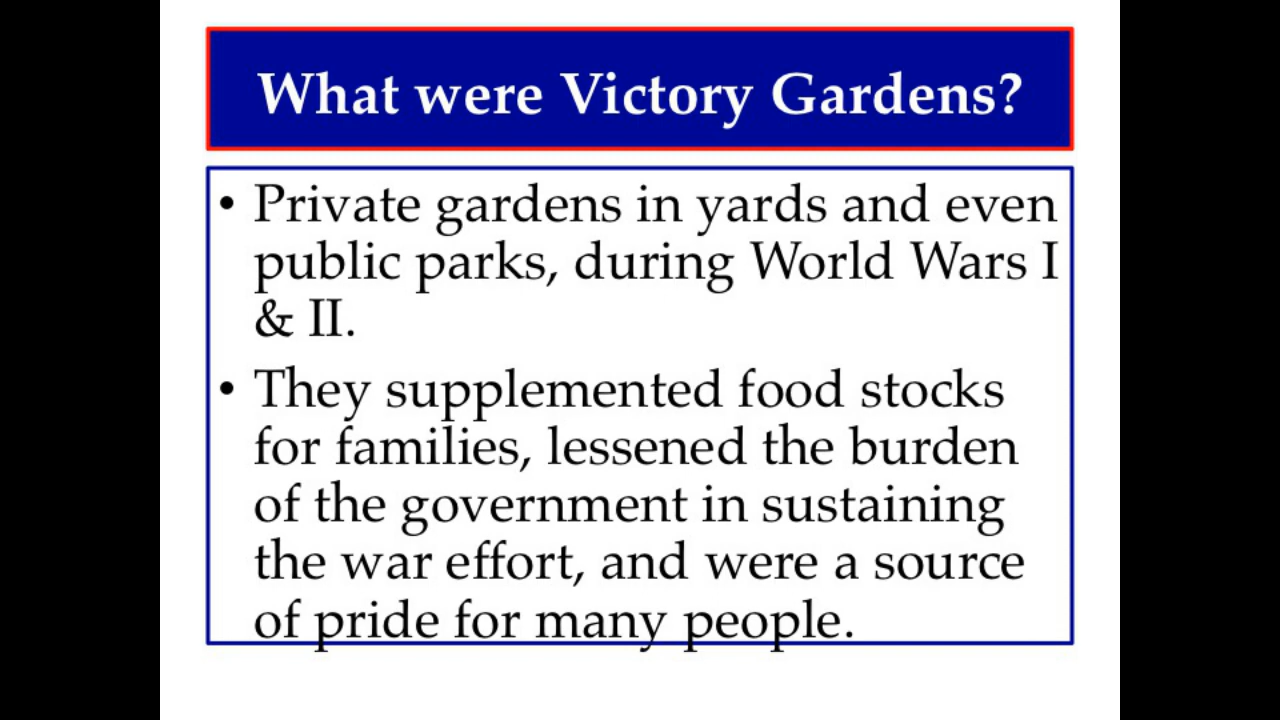 What were Victory Gardens?
• Private gardens in yards and even
public parks, during World Wars I
& II.
• They supplemented food stocks
for families, lessened the burden
of the government in sustaining
the war effort, and were a source
of pride for many people.